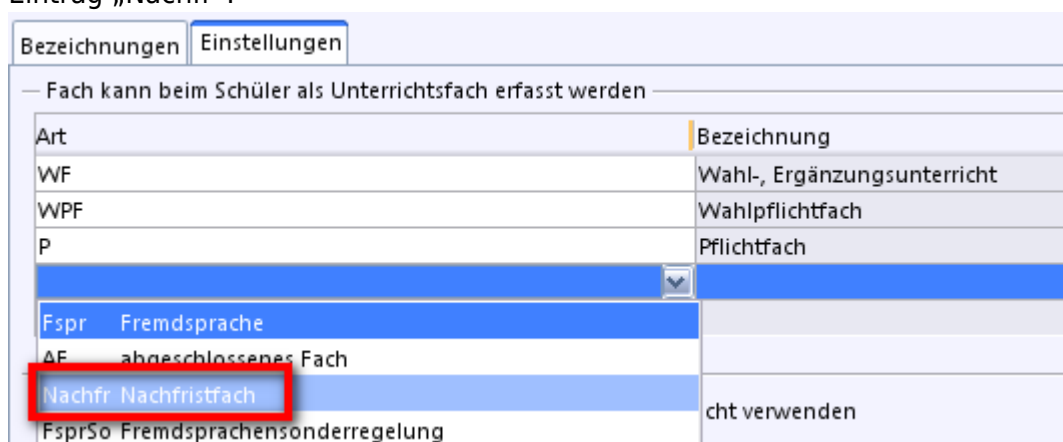 Eintrag „Nachfr“.
Bezeichnungen Einstellungen
Fach kann beim Schüler als Unterrichtsfach erfasst werden
Art Bezeichnung
WF Wahl-, Ergänzungsunterricht
WPF Wahlpflichtfach
P Pflichtfach
Fspr Fremdsprache
AF abgeschlossenes Fach
Nachfr Nachfristfach
cht verwenden
FsprSo Fremdsprachensonderregelung